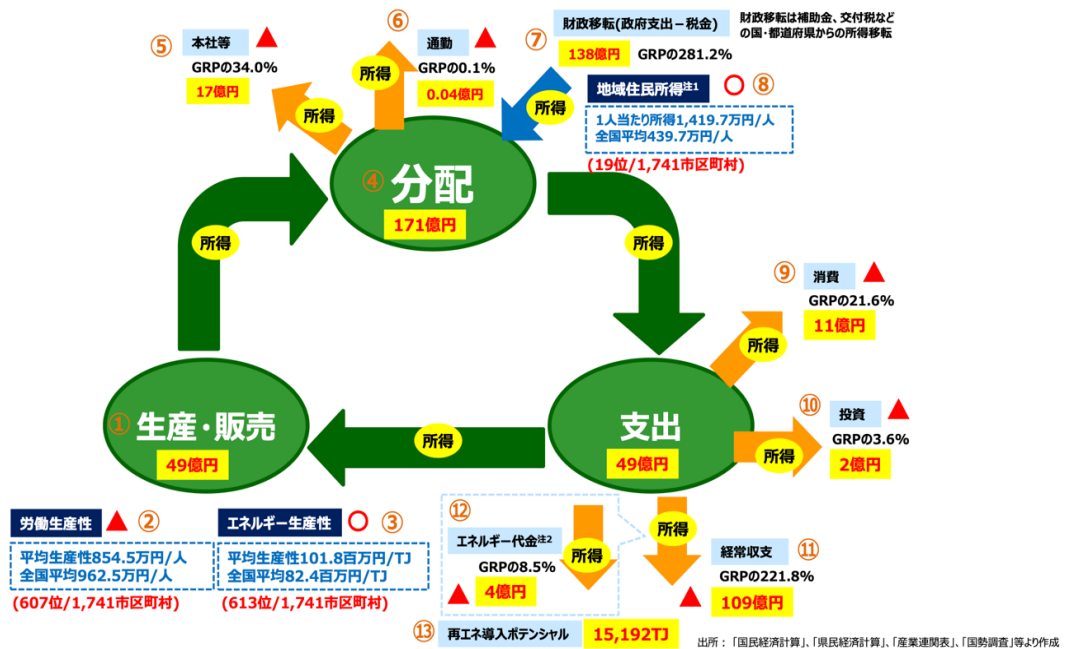 ⑤
本社等 ▲
GRPの34.0%
17億円
所得
⑥
通勤 ▲
GRPの0.1%
0.04億円
所得
⑦
財政移転(政府支出－税金)
138億円 GRPの281.2%
財政移転は補助金、交付税など
の国・都道府県からの所得移転
所得
地域住民所得注1 ○ ⑧
1人当たり所得1,419.7万円/人
全国平均439.7万円/人
(19位/1,741市区町村)
④ 分配
171億円
所得
所得
⑨
消費 ▲
GRPの21.6%
11億円
所得
① 生産・販売
49億円
所得
支出
49億円
⑩
投資 ▲
GRPの3.6%
2億円
所得
労働生産性 ▲ ②
平均生産性854.5万円/人
全国平均962.5万円/人
(607位/1,741市区町村)
エネルギー生産性 ○ ③
平均生産性101.8百万円/TJ
全国平均82.4百万円/TJ
(613位/1,741市区町村)
⑫
エネルギー代金注2
GRPの8.5%
▲ 4億円
所得
所得
経常収支 ⑪
GRPの221.8%
▲ 109億円
⑬ 再エネ導入ポテンシャル 15,192TJ
出所：「国民経済計算」、「県民経済計算」、「産業連関表」、「国勢調査」等より作成